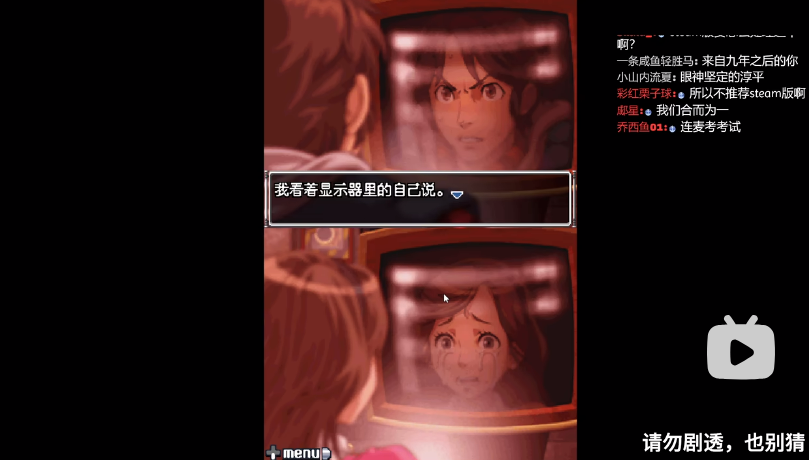 啊?
一条咸鱼轻胜马: 来自九年之后的你
小山内流夏: 眼神坚定的淳平
彩红栗子球: 所以不推荐steam版啊
我们合而为一
乔西鱼01: 连麦考考试
我看着显示器里的自己说。
请勿剧透，也别猜
menu